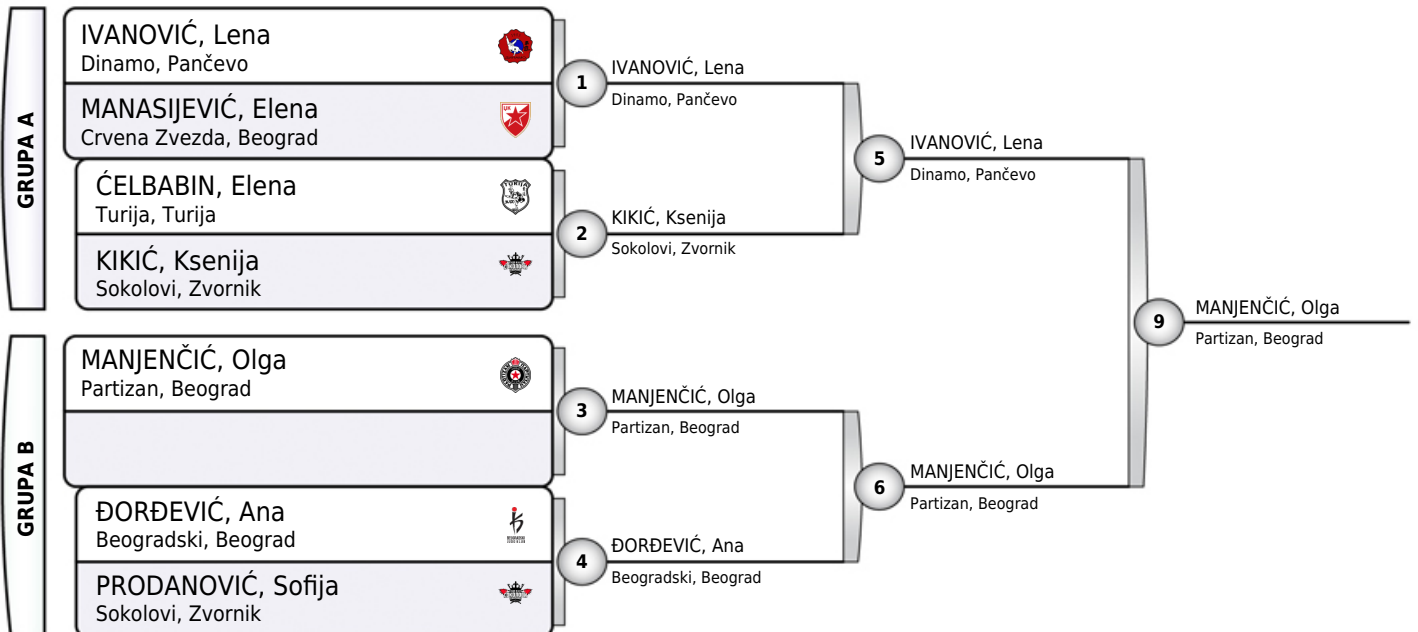 GRUPA A
IVANOVIĆ, Lena
Dinamo, Pančevo
MANASIJEVIĆ, Elena
Crvena Zvezda, Beograd
ĆELBABIN, Elena
Turija, Turija
KIKIĆ, Ksenija
Sokolovi, Zvornik
GRUPA B
MANJENČIĆ, Olga
Partizan, Beograd
ĐORĐEVIĆ, Ana
Beogradski, Beograd
PRODANOVIĆ, Sofija
Sokolovi, Zvornik
1
IVANOVIĆ, Lena
Dinamo, Pančevo
2
KIKIĆ, Ksenija
Sokolovi, Zvornik
3
MANJENČIĆ, Olga
Partizan, Beograd
4
ĐORĐEVIĆ, Ana
Beogradski, Beograd
5
IVANOVIĆ, Lena
Dinamo, Pančevo
6
MANJENČIĆ, Olga
Partizan, Beograd
9
MANJENČIĆ, Olga
Partizan, Beograd